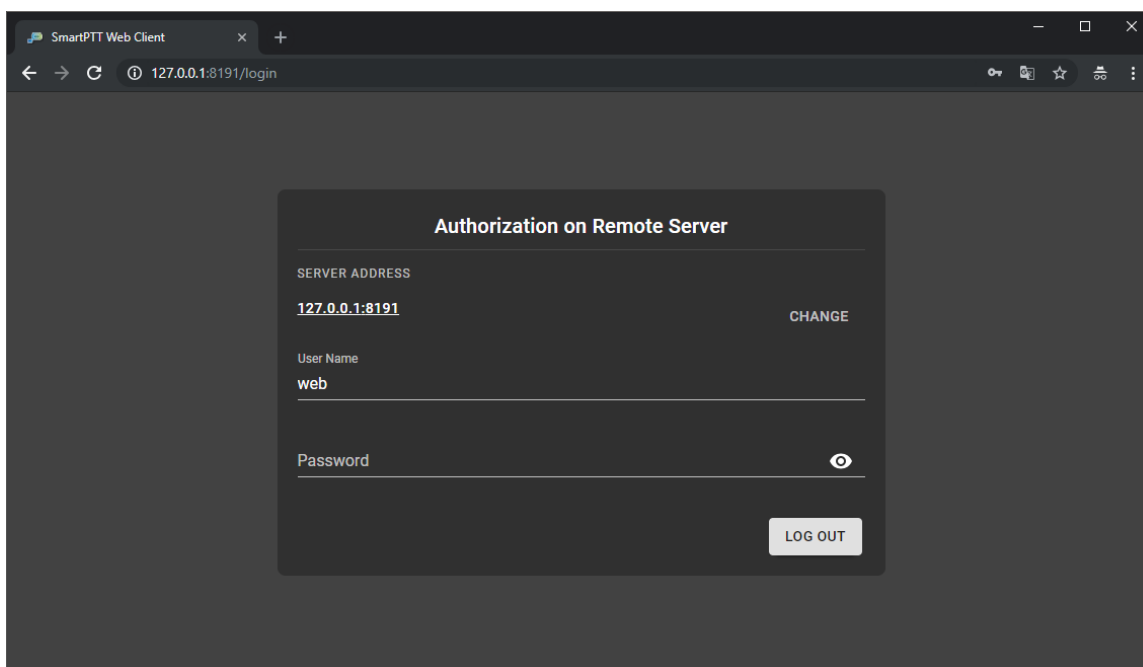 SmartPTT Web Client
127.0.0.1:8191/login
Authorization on Remote Server
SERVER ADDRESS
127.0.0.1:8191
CHANGE
User Name
web
Password
LOG OUT